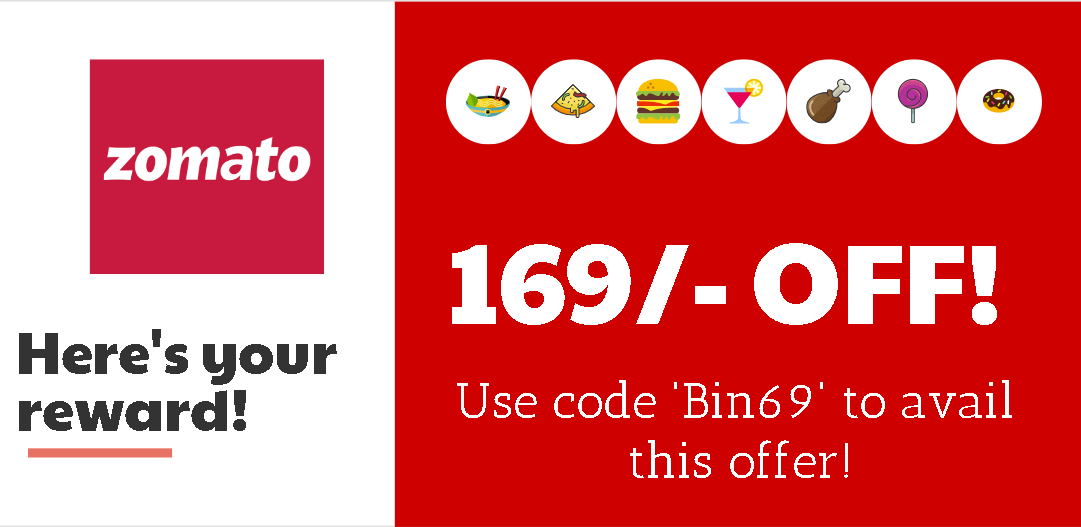 zomato
Here's your
reward!
169/- OFF!
Use code 'Bin69' to avail
this offer!